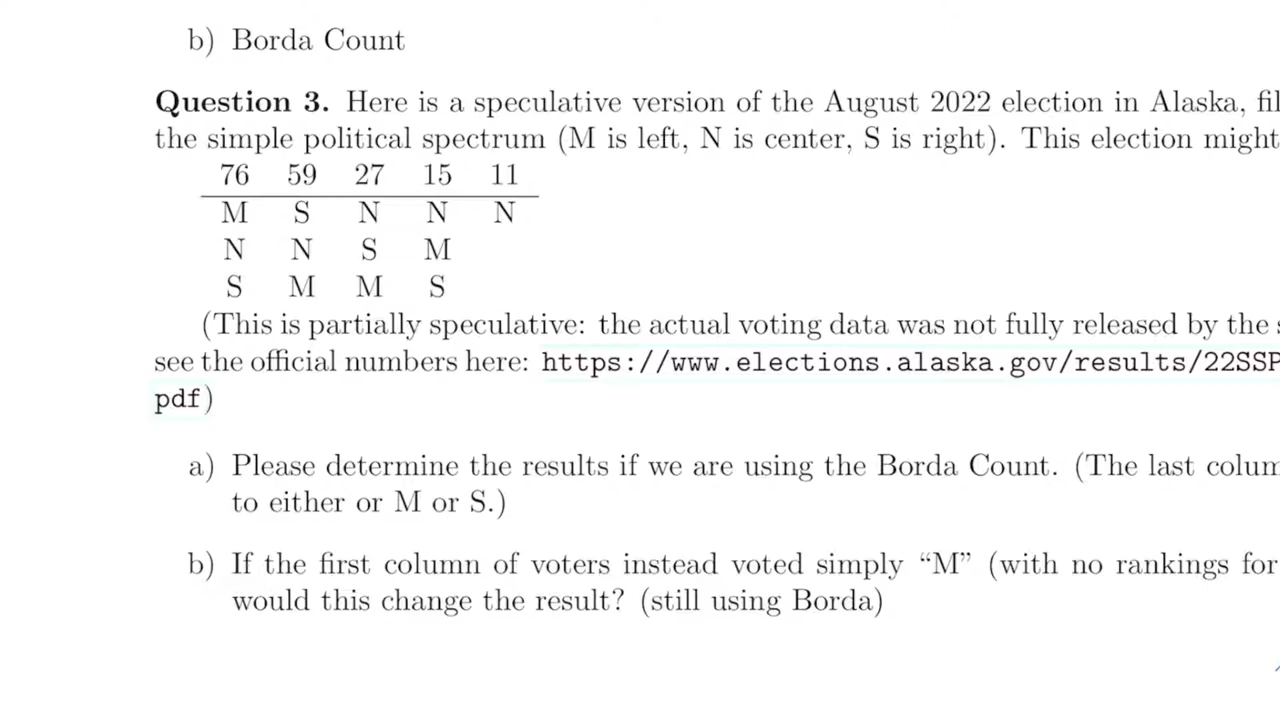 b) Borda Count
Question 3. Here is a speculative version of the August 2022 election in Alaska,
the simple political spectrum (M is left, N is center, S is right). This election might
76 59 27 15 11
M S N N N
N N S M
S M M S
(This is partially speculative: the actual voting data was not fully released by the
see the official numbers here: https://www.elections.alaska.gov/results/22SSP
pdf)
a) Please determine the results if we are using the Borda Count. (The last
to either or M or S.)
b) If the first column of voters instead voted simply “M” (with no rankings for
would this change the result? (still using Borda)